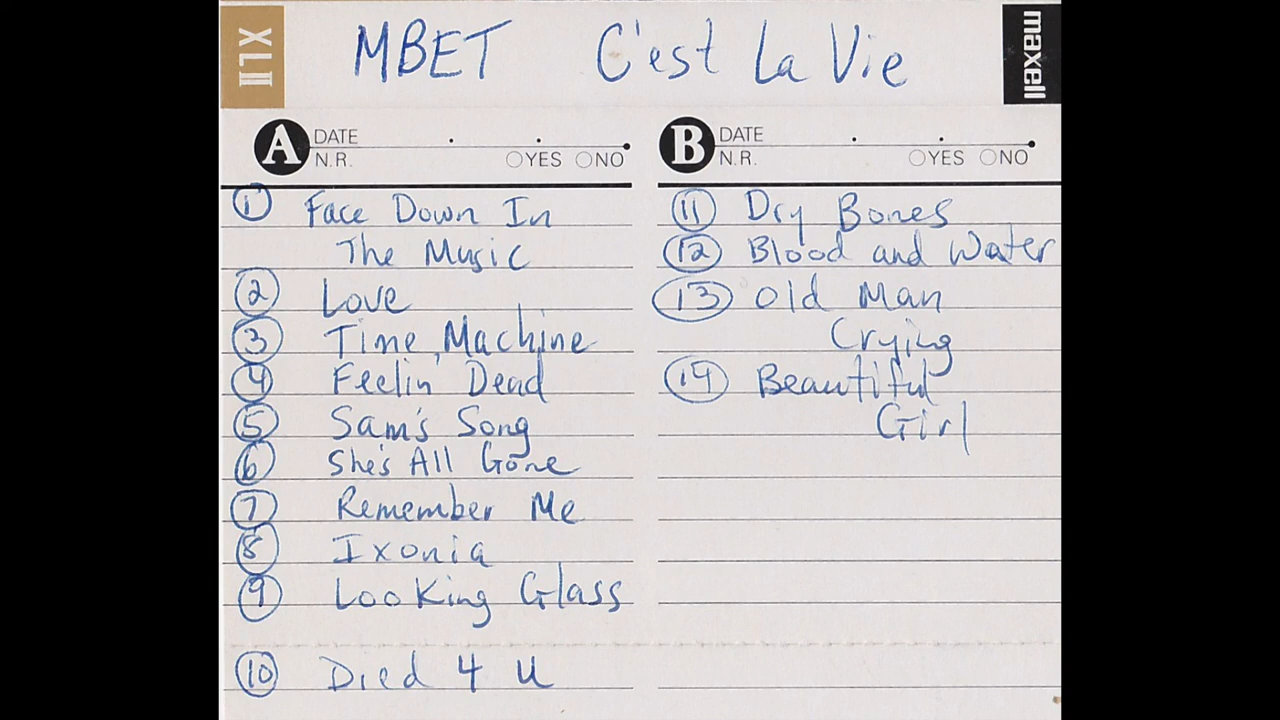 XLII
MBET C'est La Vie
maxell
A DATE
N.R. YES NO
① Face Down In
The Music
② Love
③ Time Machine
④ Feelin' Dead
⑤ Sam's Song
⑥ She's All Gone
⑦ Remember Me
⑧ Ixonia
⑨ Looking Glass
⑩ Died 4 U
B DATE
N.R. YES NO
⑪ Dry Bones
⑫ Blood and Water
⑬ Old Man
Crying
⑭ Beautiful
Girl